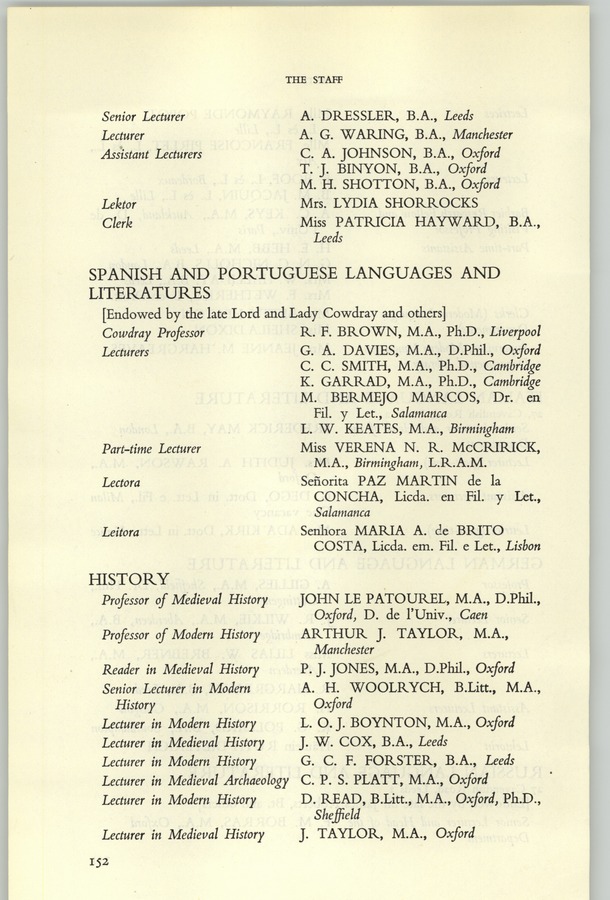 THE STAFF
Senior Lecturer A. DRESSLER, B.A., Leeds
Lecturer A. G. WARING, B.A., Manchester
Assistant Lecturers C. A. JOHNSON, B.A., Oxford
T. J. BINYON, B.A., Oxford
M. H. SHOTTON, B.A., Oxford
Lektor Mrs. LYDIA SHORROCKS
Clerk Miss PATRICIA HAYWARD, B.A.,
Leeds
SPANISH AND PORTUGUESE LANGUAGES AND
LITERATURES
[Endowed by the late Lord and Lady Cowdray and others]
Cowdray Professor R. F. BROWN, M.A., Ph.D., Liverpool
Lecturers G. A. DAVIES, M.A., D.Phil., Oxford
C. C. SMITH, M.A., Ph.D., Cambridge
K. GARRAD, M.A., Ph.D., Cambridge
M. BERMEJO MARCOS, Dr. en
Fil. y Let., Salamanca
L. W. KEATES, M.A., Birmingham
Part-time Lecturer Miss VERENA N. R. McCRIRICK,
M.A., Birmingham, L.R.A.M.
Lectora Señorita PAZ MARTIN de la
CONCHA, Licda. en Fil. y Let.,
Salamanca
Leitora Senhora MARIA A. de BRITO
COSTA, Licda. em. Fil. e Let., Lisbon
HISTORY
Professor of Medieval History JOHN LE PATOUREL, M.A., D.Phil.,
Oxford, D. de l'Univ., Caen
Professor of Modern History ARTHUR J. TAYLOR, M.A.,
Manchester
Reader in Medieval History P. J. JONES, M.A., D.Phil., Oxford
Senior Lecturer in Modern A. H. WOOLRYCH, B.Litt., M.A.,
History Oxford
Lecturer in Modern History L. O. J. BOYNTON, M.A., Oxford
Lecturer in Medieval History J. W. COX, B.A., Leeds
Lecturer in Modern History G. C. F. FORSTER, B.A., Leeds
Lecturer in Medieval Archaeology C. P. S. PLATT, M.A., Oxford
Lecturer in Modern History D. READ, B.Litt., M.A., Oxford, Ph.D.,
Sheffield
Lecturer in Medieval History J. TAYLOR, M.A., Oxford
152